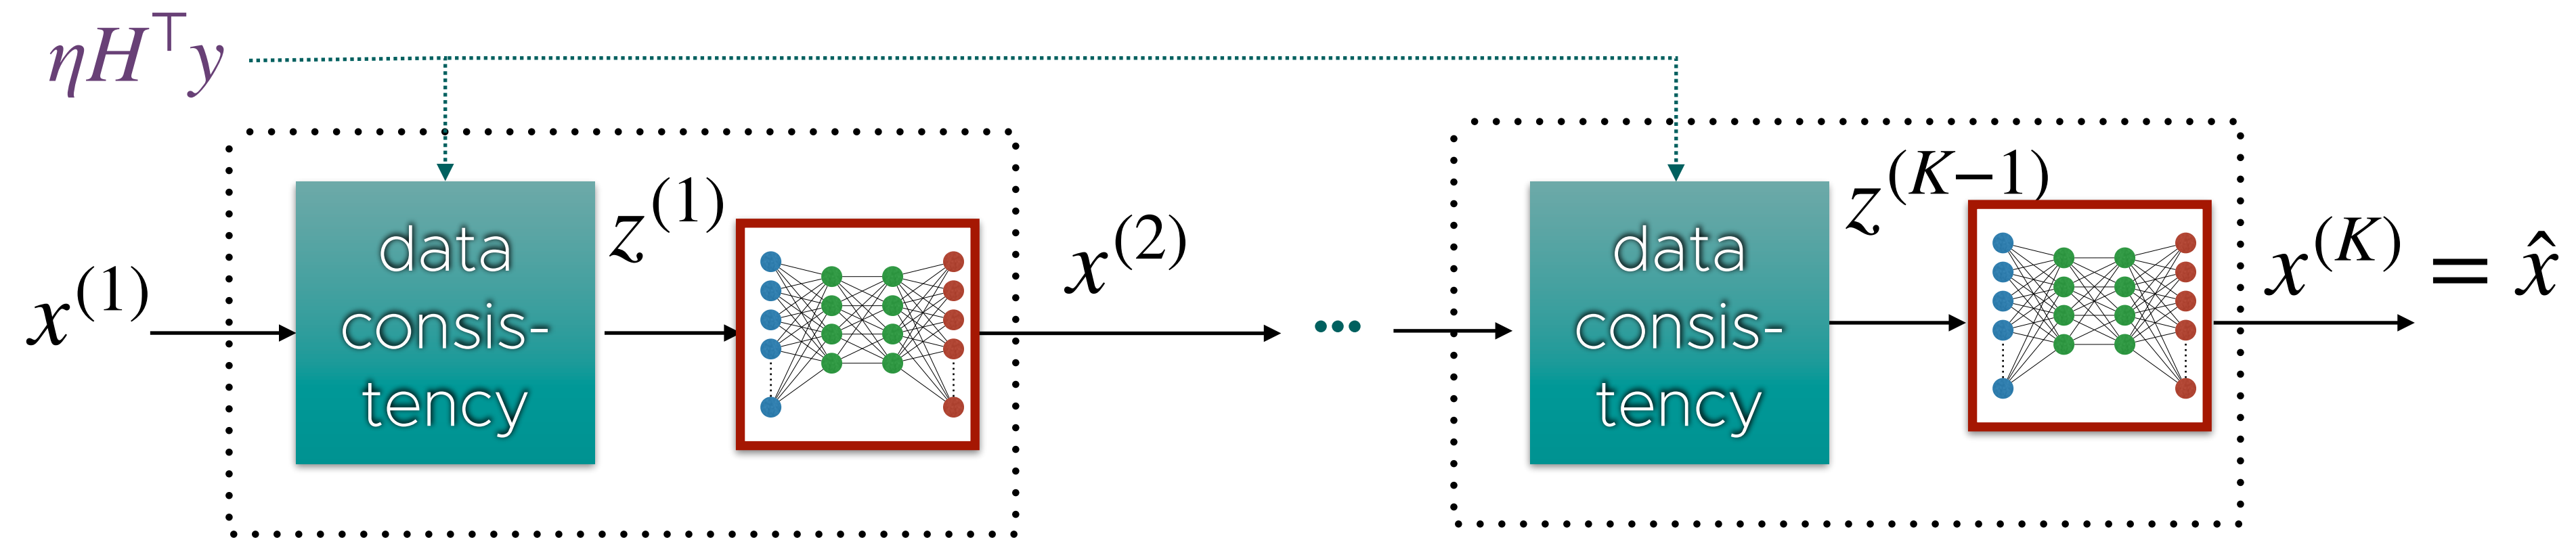 ηH⊤y
x(1)
data
consis-
tency
z(1)
x(2)
...
data
consis-
tency
z(K−1)
x(K) = x̂